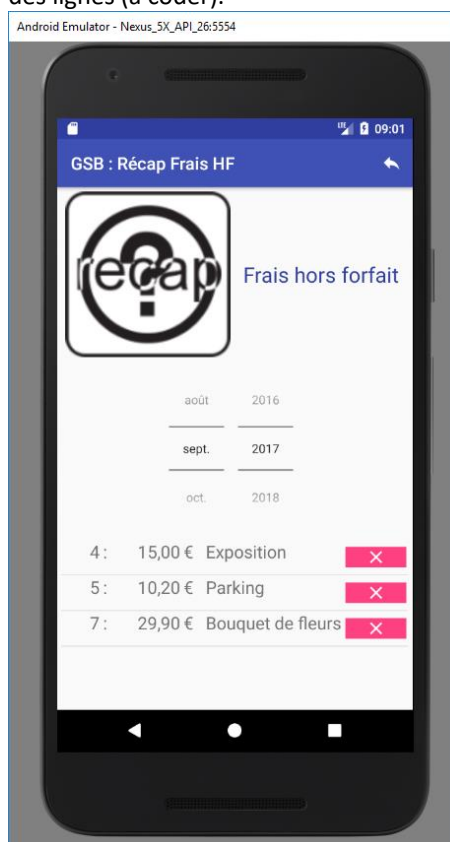 des lignes (à coder).
Android Emulator - Nexus_5X_API_26:5554
LTE 09:01
GSB : Récap Frais HF
recap
?
Frais hors forfait
août 2016
sept. 2017
oct. 2018
4 : 15,00 € Exposition
5 : 10,20 € Parking
7 : 29,90 € Bouquet de fleurs